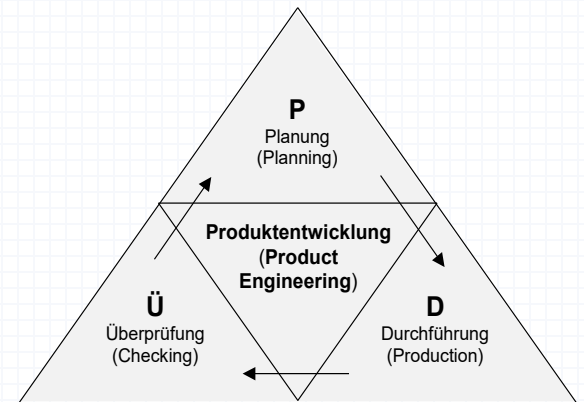 P
Planung
(Planning)
Produktentwicklung
(Product
Engineering)
Ü
Überprüfung
(Checking)
D
Durchführung
(Production)